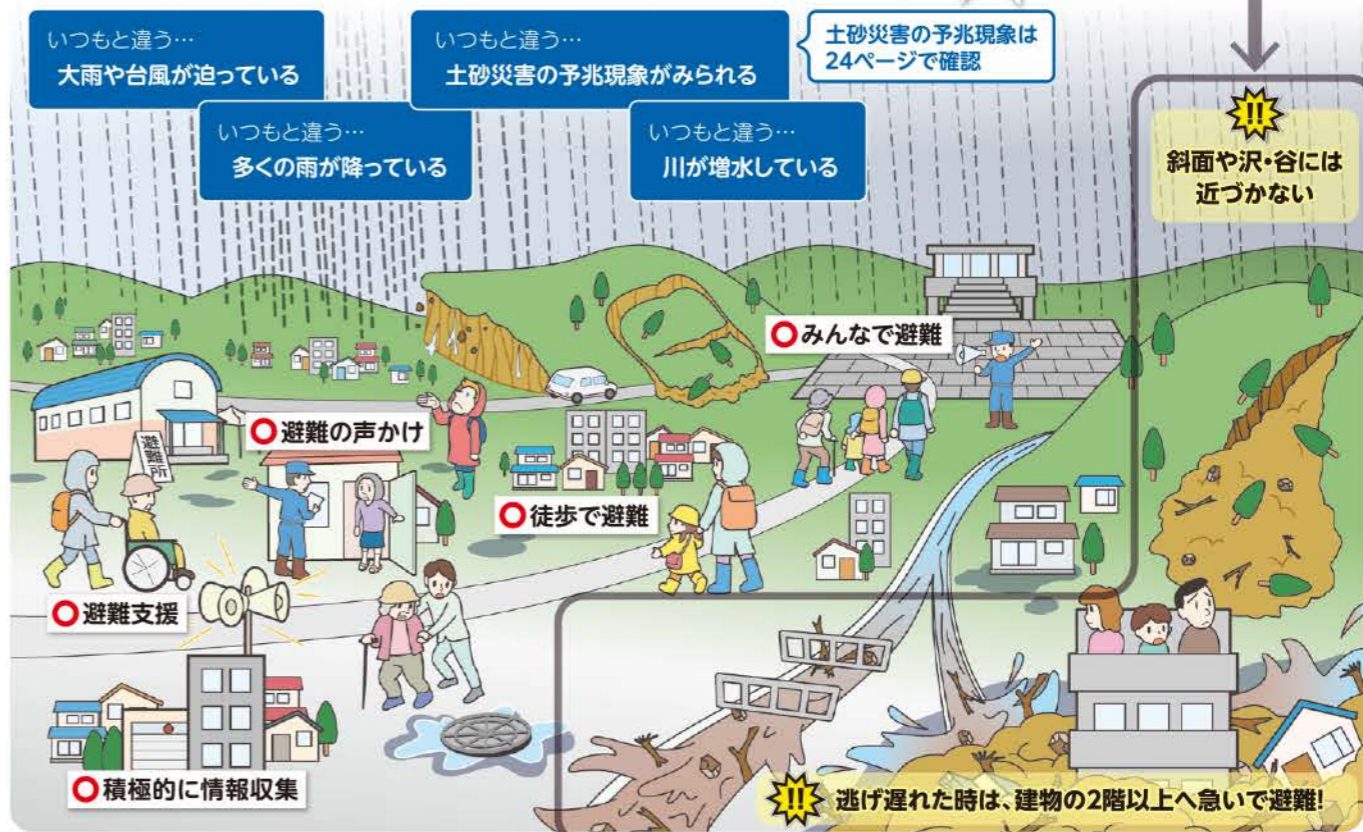 いつもと違う…
大雨や台風が迫っている
いつもと違う…
土砂災害の予兆現象がみられる
土砂災害の予兆現象は
24ページで確認
いつもと違う…
多くの雨が降っている
いつもと違う…
川が増水している
!!
斜面や沢・谷には
近づかない
みんなで避難
避難の声かけ
避難所
徒歩で避難
避難支援
積極的に情報収集
!! 逃げ遅れた時は、建物の2階以上へ急いで避難!